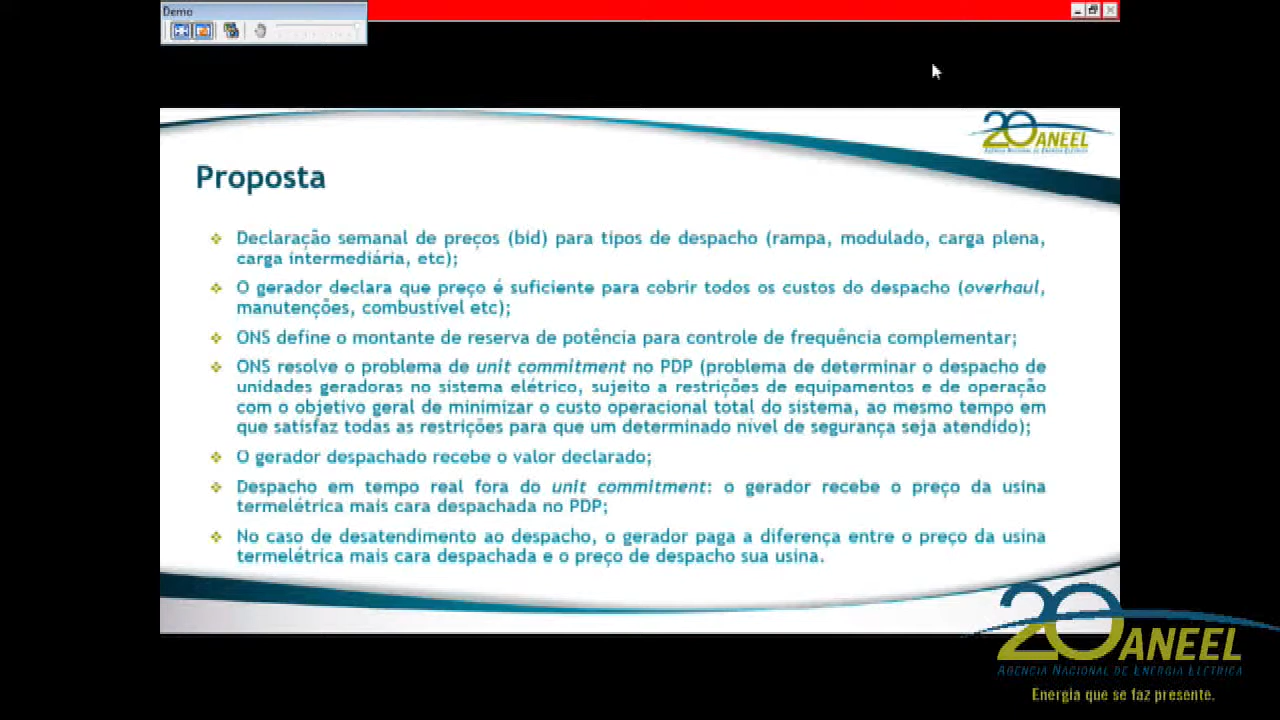 Demo
20 ANEEL
AGÊNCIA NACIONAL DE ENERGIA ELÉTRICA
Proposta
Declaração semanal de preços (bid) para tipos de despacho (rampa, modulado, carga plena,
carga intermediária, etc);
O gerador declara que preço é suficiente para cobrir todos os custos do despacho (overhaul,
manutenções, combustível etc);
ONS define o montante de reserva de potência para controle de frequência complementar;
ONS resolve o problema de unit commitment no PDP (problema de determinar o despacho de
unidades geradoras no sistema elétrico, sujeito a restrições de equipamentos e de operação
com o objetivo geral de minimizar o custo operacional total do sistema, ao mesmo tempo em
que satisfaz todas as restrições para que um determinado nível de segurança seja atendido);
O gerador despachado recebe o valor declarado;
Despacho em tempo real fora do unit commitment: o gerador recebe o preço da usina
termelétrica mais cara despachada no PDP;
No caso de desatendimento ao despacho, o gerador paga a diferença entre o preço da usina
termelétrica mais cara despachada e o preço de despacho sua usina.
20 ANEEL
AGÊNCIA NACIONAL DE ENERGIA ELÉTRICA
Energia que se faz presente.